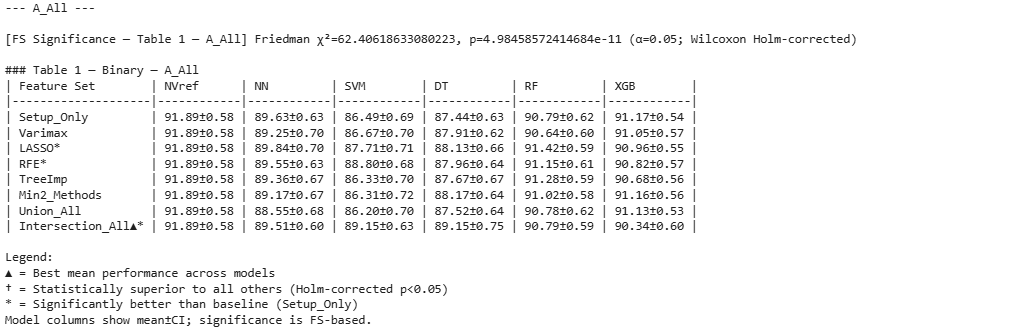 --- A_All ---
[FS Significance — Table 1 — A_All] Friedman χ²=62.40618633080223, p=4.98458572414684e-11 (α=0.05; Wilcoxon Holm-corrected)
### Table 1 — Binary — A_All
| Feature Set | NVref | NN | SVM | DT | RF | XGB |
|--------------------|------------|------------|------------|------------|------------|------------|
| Setup_Only | 91.89±0.58 | 89.63±0.63 | 86.49±0.69 | 87.44±0.63 | 90.79±0.62 | 91.17±0.54 |
| Varimax | 91.89±0.58 | 89.25±0.70 | 86.67±0.70 | 87.91±0.62 | 90.64±0.60 | 91.05±0.57 |
| LASSO* | 91.89±0.58 | 89.84±0.70 | 87.71±0.71 | 88.13±0.66 | 91.42±0.59 | 90.96±0.55 |
| RFE* | 91.89±0.58 | 89.55±0.63 | 88.80±0.68 | 87.96±0.64 | 91.15±0.61 | 90.82±0.57 |
| TreeImp | 91.89±0.58 | 89.36±0.67 | 86.33±0.70 | 87.67±0.67 | 91.28±0.59 | 90.68±0.56 |
| Min2_Methods | 91.89±0.58 | 89.17±0.67 | 86.31±0.72 | 88.17±0.64 | 91.02±0.58 | 91.16±0.56 |
| Union_All | 91.89±0.58 | 88.55±0.68 | 86.20±0.70 | 87.52±0.64 | 90.78±0.62 | 91.13±0.53 |
| Intersection_All▲* | 91.89±0.58 | 89.51±0.60 | 89.15±0.63 | 89.15±0.75 | 90.79±0.59 | 90.34±0.60 |
Legend:
▲ = Best mean performance across models
† = Statistically superior to all others (Holm-corrected p<0.05)
* = Significantly better than baseline (Setup_Only)
Model columns show mean±CI; significance is FS-based.